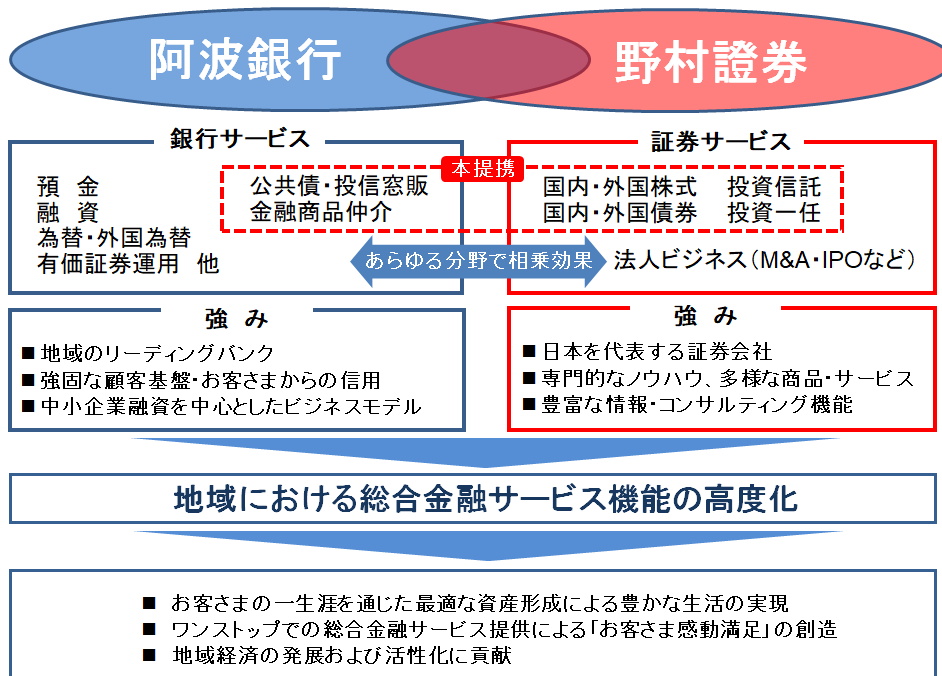 阿波銀行
野村證券
銀行サービス
証券サービス
本提携
預 金
融 資
為替・外国為替
有価証券運用 他
公共債・投信窓販
金融商品仲介
国内・外国株式 投資信託
国内・外国債券 投資一任
あらゆる分野で相乗効果
法人ビジネス（M&A・IPOなど）
強 み
■ 地域のリーディングバンク
■ 強固な顧客基盤・お客さまからの信用
■ 中小企業融資を中心としたビジネスモデル
強 み
■ 日本を代表する証券会社
■ 専門的なノウハウ、多様な商品・サービス
■ 豊富な情報・コンサルティング機能
地域における総合金融サービス機能の高度化
■ お客さまの一生涯を通じた最適な資産形成による豊かな生活の実現
■ ワンストップでの総合金融サービス提供による「お客さま感動満足」の創造
■ 地域経済の発展および活性化に貢献